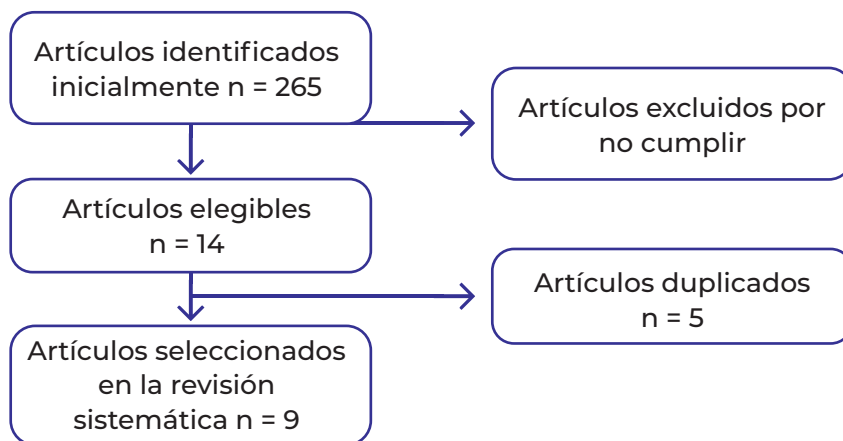 Artículos identificados
inicialmente n = 265
Artículos excluidos por
no cumplir
Artículos elegibles
n = 14
Artículos duplicados
n = 5
Artículos seleccionados
en la revisión
sistemática n = 9